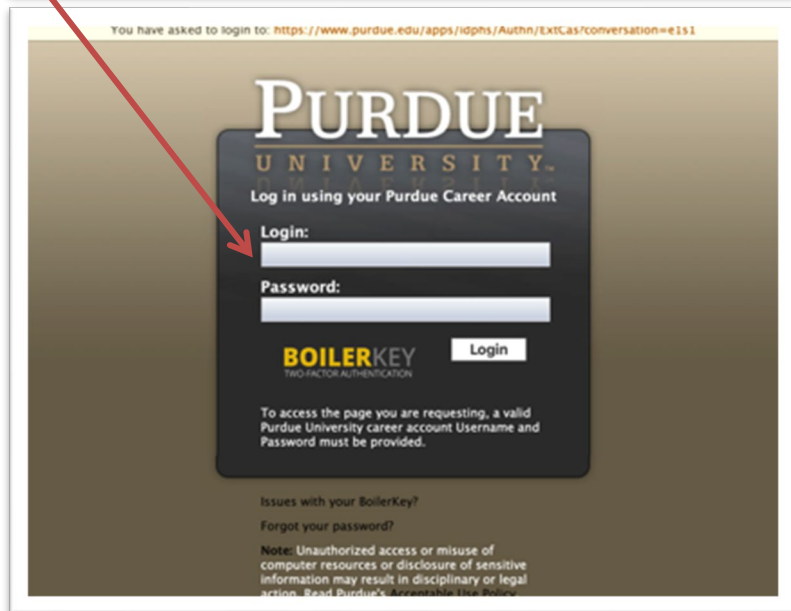 You have asked to login to: https://www.purdue.edu/apps/idphs/Authn/ExtCas?conversation=e1s1
PURDUE
UNIVERSITY™
Log in using your Purdue Career Account
Login:
Password:
BOILERKEY
TWO-FACTOR AUTHENTICATION
Login
To access the page you are requesting, a valid
Purdue University career account Username and
Password must be provided.
Issues with your BoilerKey?
Forgot your password?
Note: Unauthorized access or misuse of
computer resources or disclosure of sensitive
information may result in disciplinary or legal
action. Read Purdue's Acceptable Use Policy